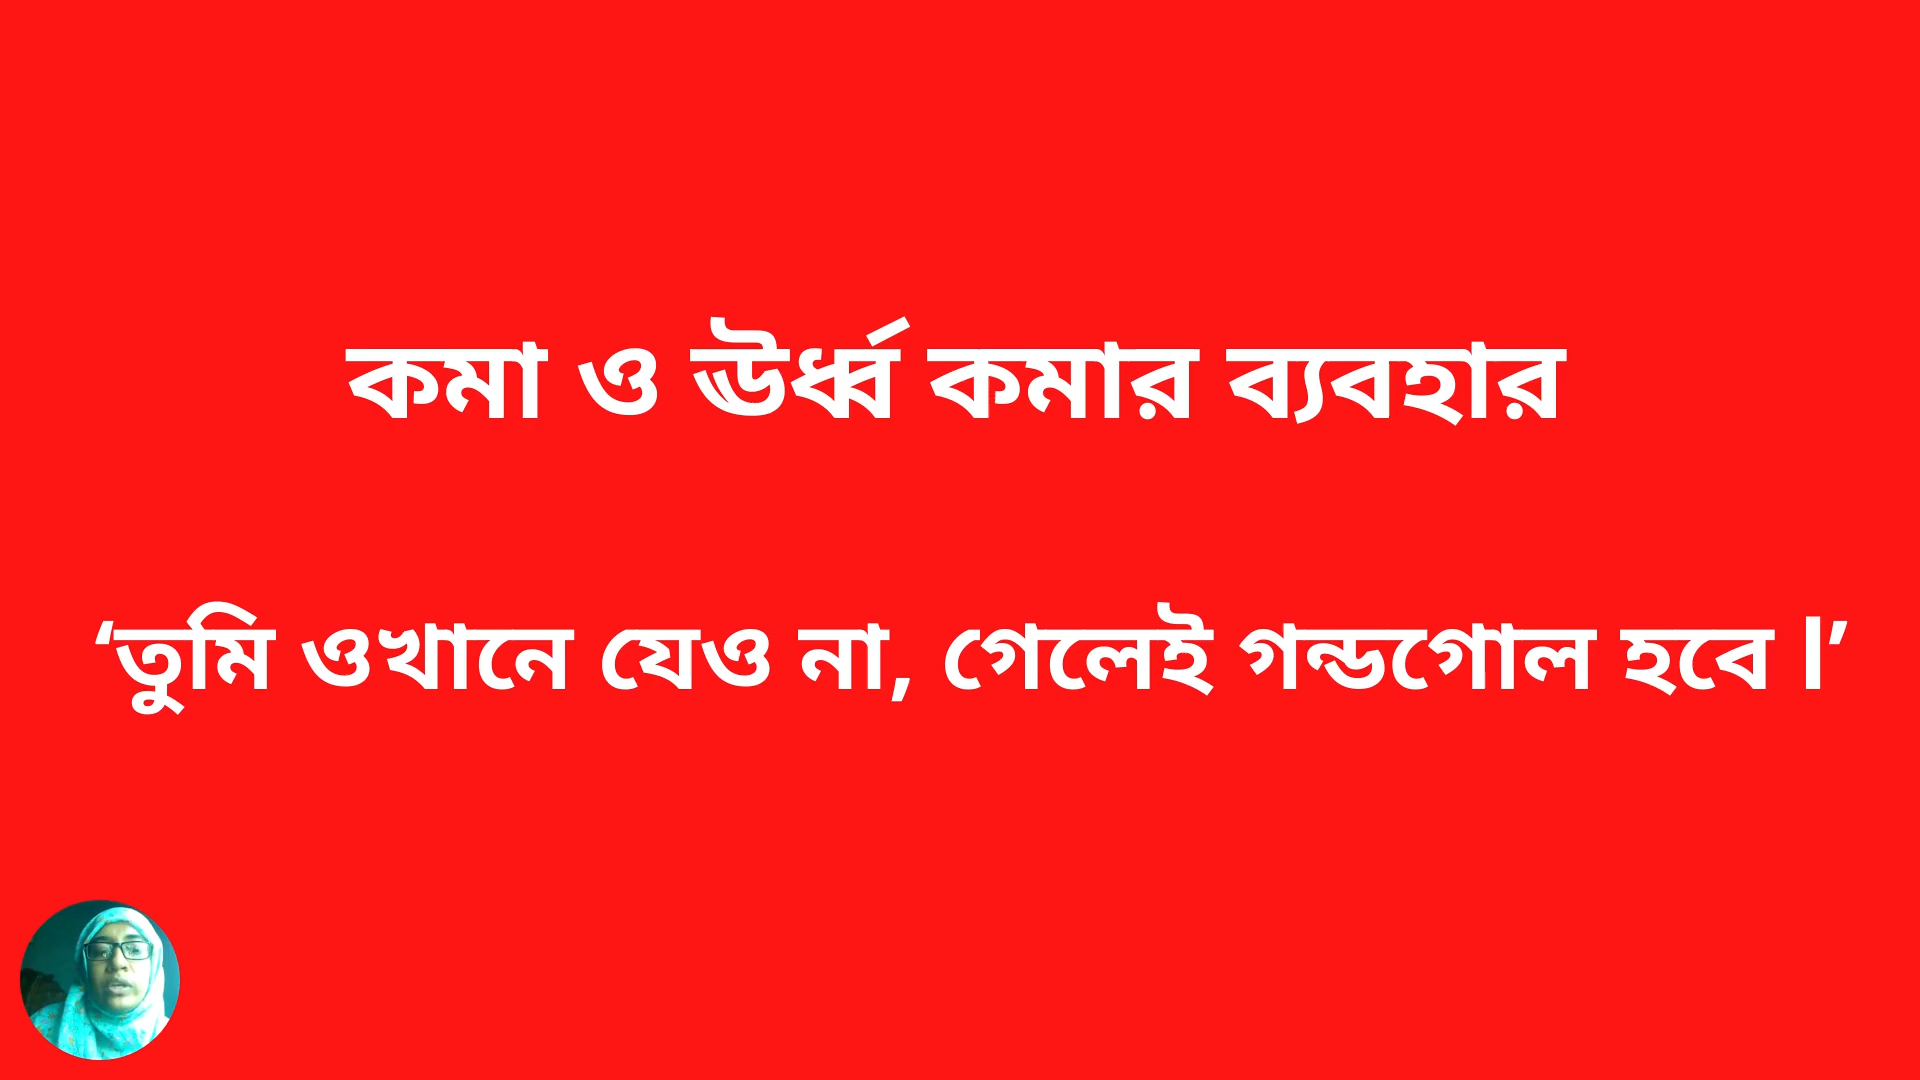 কমা ও ঊর্ধ্ব কমার ব্যবহার
‘তুমি ওখানে যেও না, গেলেই গন্ডগোল হবে l’